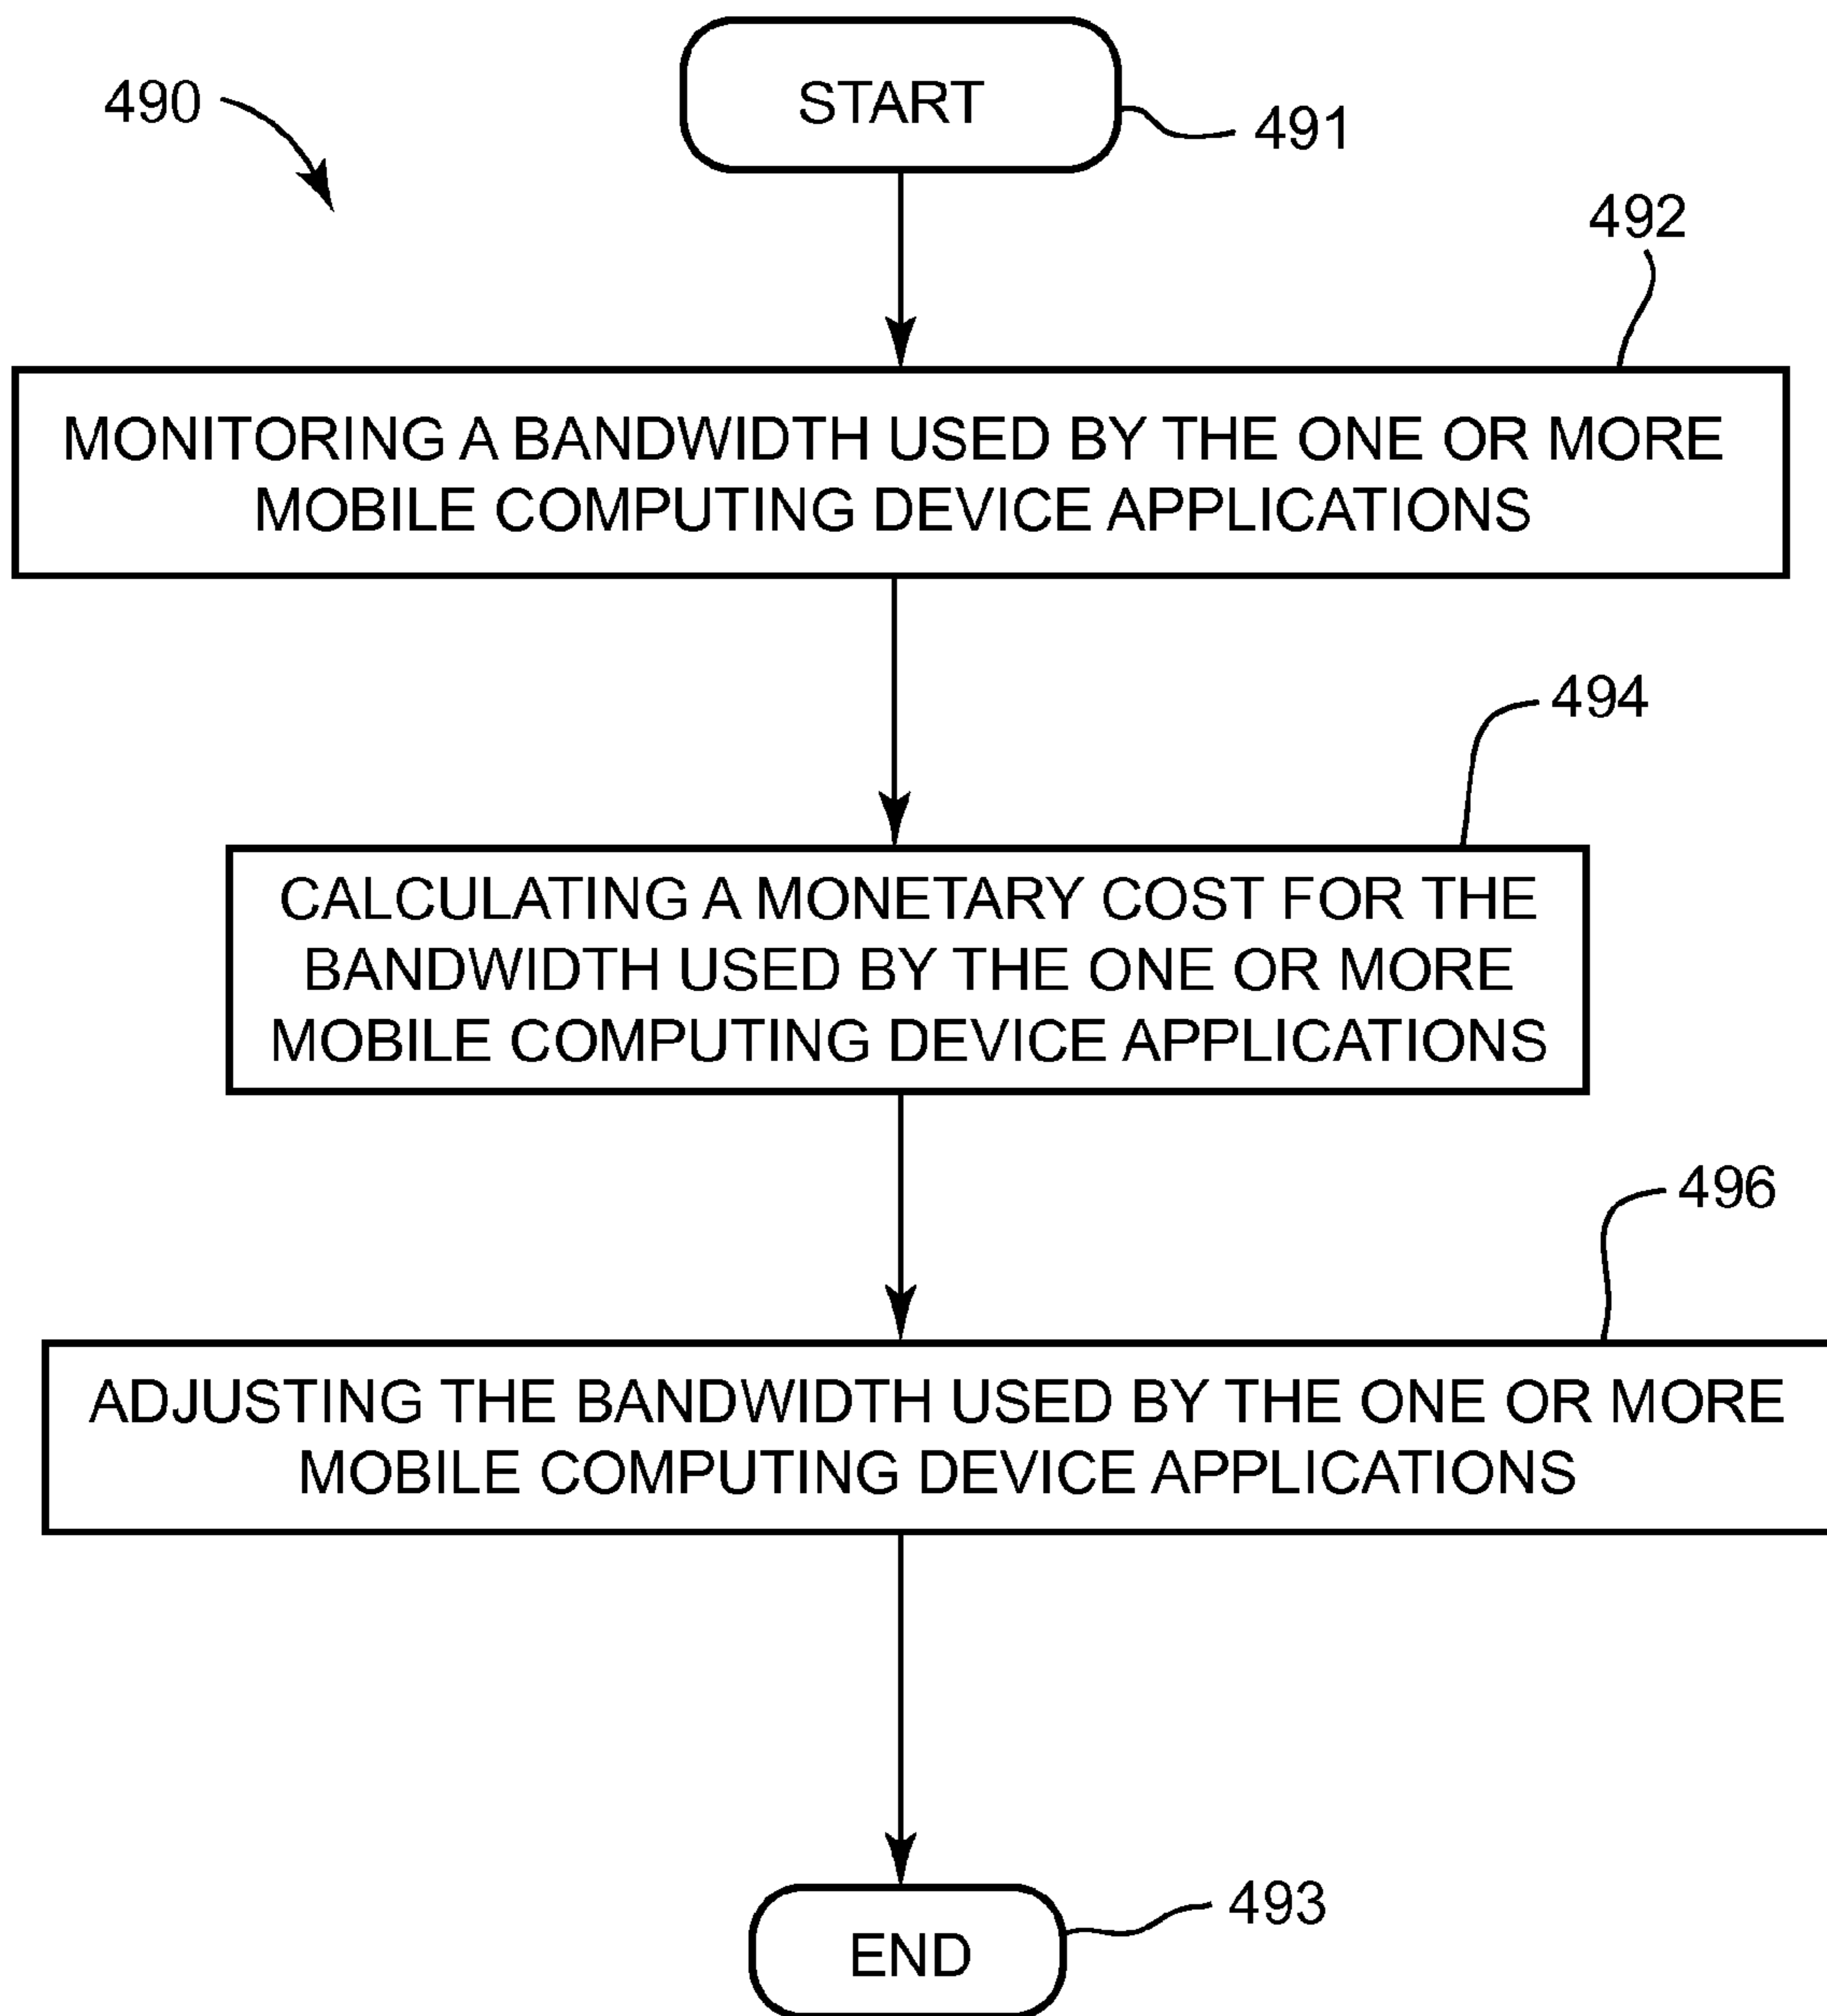 490
START
491
492
MONITORING A BANDWIDTH USED BY THE ONE OR MORE
MOBILE COMPUTING DEVICE APPLICATIONS
494
CALCULATING A MONETARY COST FOR THE
BANDWIDTH USED BY THE ONE OR MORE
MOBILE COMPUTING DEVICE APPLICATIONS
496
ADJUSTING THE BANDWIDTH USED BY THE ONE OR MORE
MOBILE COMPUTING DEVICE APPLICATIONS
493
END